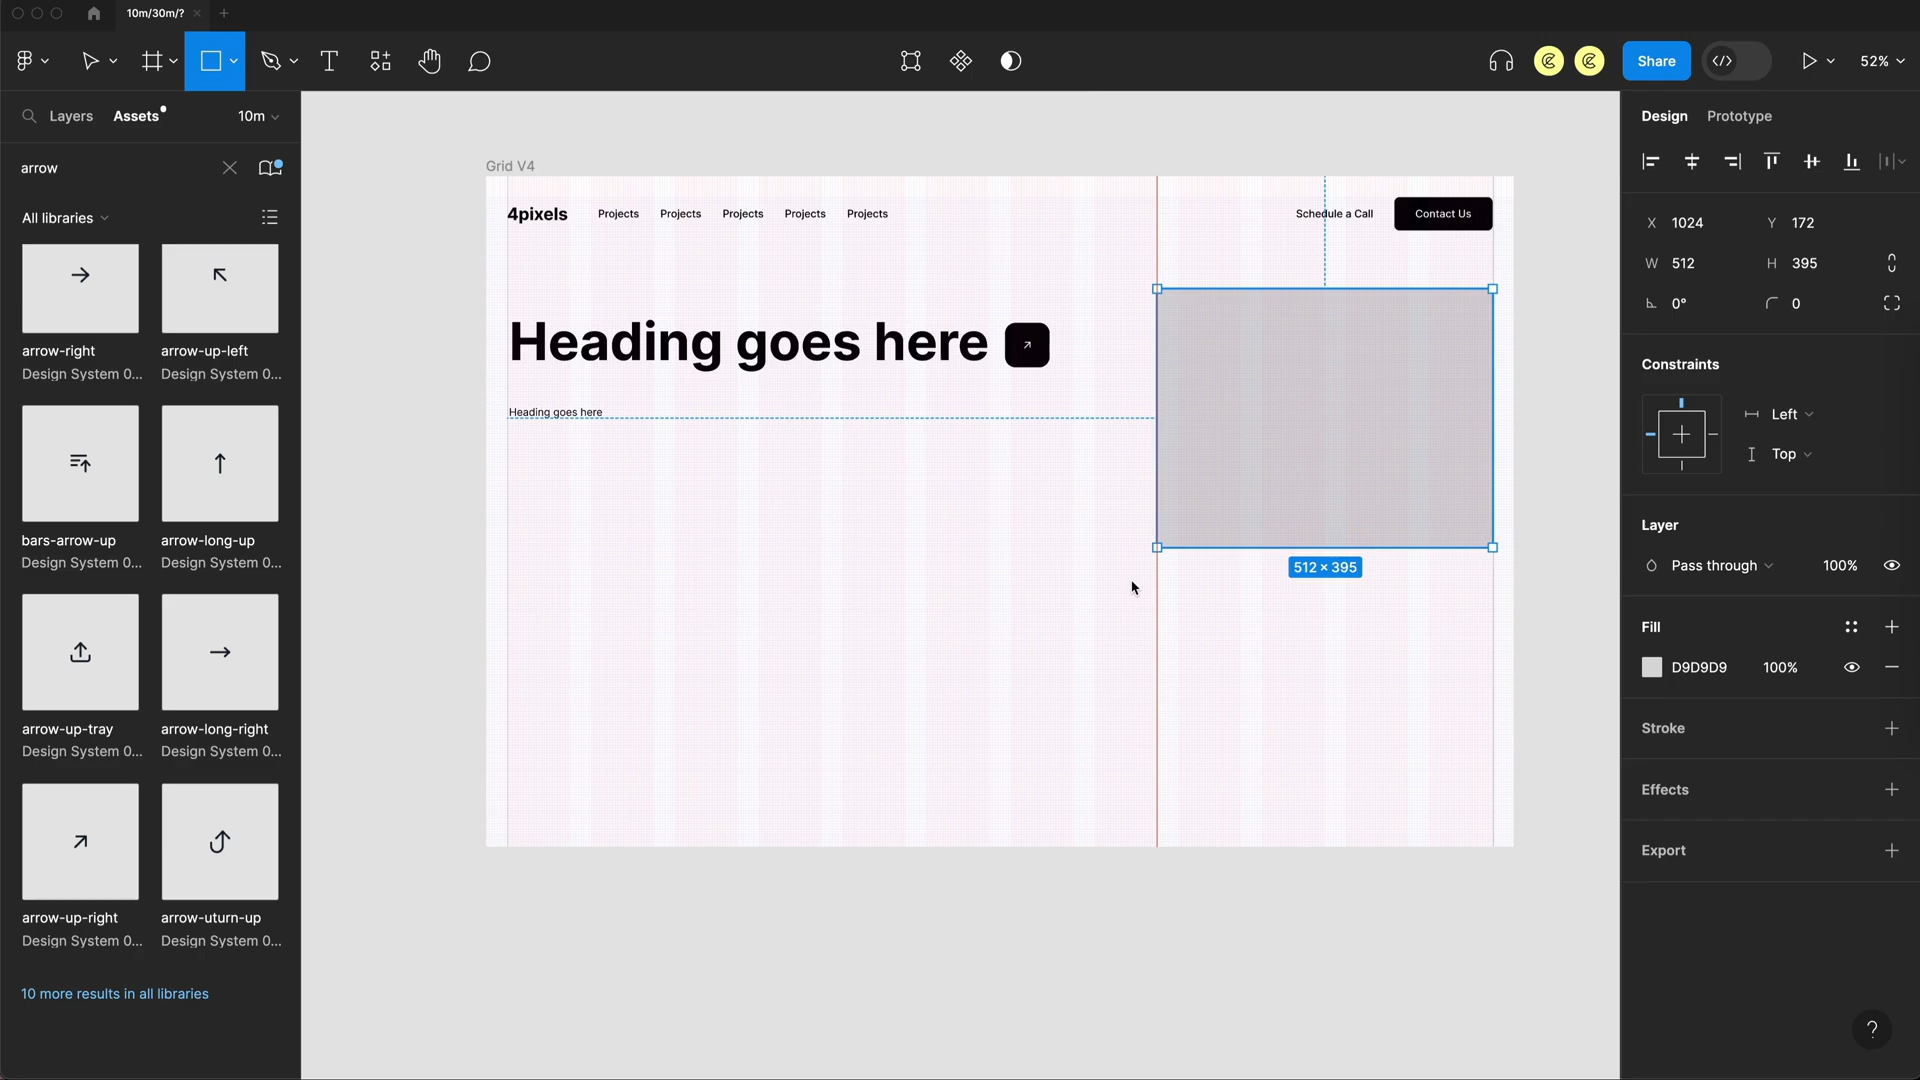 10m/30m/?
Share
52%
Layers
Assets
10m
arrow
All libraries
arrow-right
arrow-up-left
Design System 0...
Design System 0...
bars-arrow-up
arrow-long-up
Design System 0...
Design System 0...
arrow-up-tray
arrow-long-right
Design System 0...
Design System 0...
arrow-up-right
arrow-uturn-up
Design System 0...
Design System 0...
10 more results in all libraries
Grid V4
4pixels
Projects
Projects
Projects
Projects
Projects
Schedule a Call
Contact Us
Heading goes here
Heading goes here
512 × 395
Design
Prototype
X 1024
Y 172
W 512
H 395
0°
0
Constraints
Left
Top
Layer
Pass through
100%
Fill
D9D9D9
100%
Stroke
Effects
Export
?